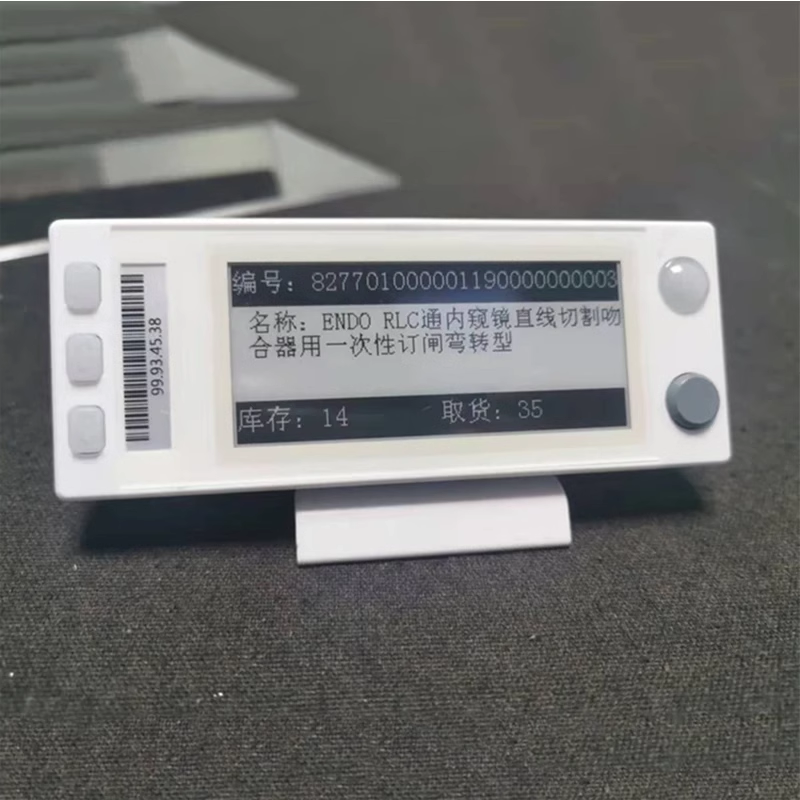 编号：827701000001190000000003
名称：ENDO RLC通内窥镜直线切割吻
合器用一次性订闸弯转型
库存：14 取货：35
99.93.45.38